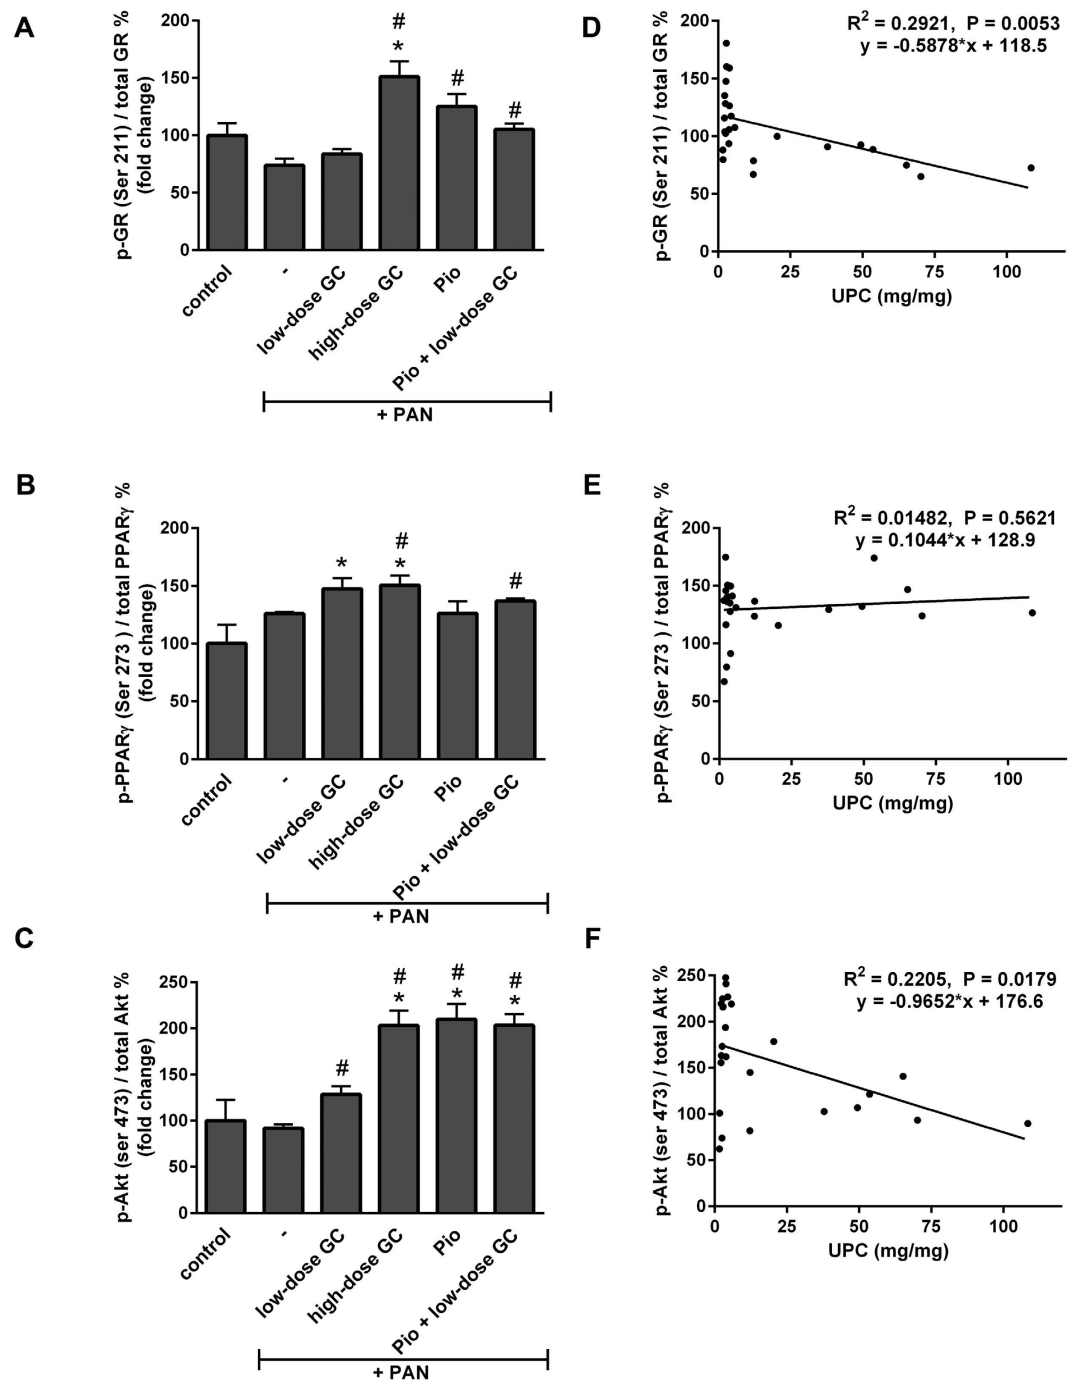 A
p-GR (Ser 211) / total GR %
(fold change)
200
150
100
50
0
#
*
#
#
control
-
low-dose GC
high-dose GC
Pio
Pio + low-dose GC
+ PAN
D
R2 = 0.2921, P = 0.0053
y = -0.5878*x + 118.5
p-GR (Ser 211) / total GR %
200
150
100
50
0
0 25 50 75 100
UPC (mg/mg)
B
p-PPARγ (Ser 273 ) / total PPARγ %
(fold change)
200
150
100
50
0
*
#
*
#
control
-
low-dose GC
high-dose GC
Pio
Pio + low-dose GC
+ PAN
E
R2 = 0.01482, P = 0.5621
y = 0.1044*x + 128.9
p-PPARγ (Ser 273 ) / total PPARγ %
200
150
100
50
0
0 25 50 75 100
UPC (mg/mg)
C
p-Akt (ser 473) / total Akt %
(fold change)
250
200
150
100
50
0
#
# # #
* * *
control
-
low-dose GC
high-dose GC
Pio
Pio + low-dose GC
+ PAN
F
R2 = 0.2205, P = 0.0179
y = -0.9652*x + 176.6
p-Akt (ser 473) / total Akt %
250
200
150
100
50
0
0 25 50 75 100
UPC (mg/mg)